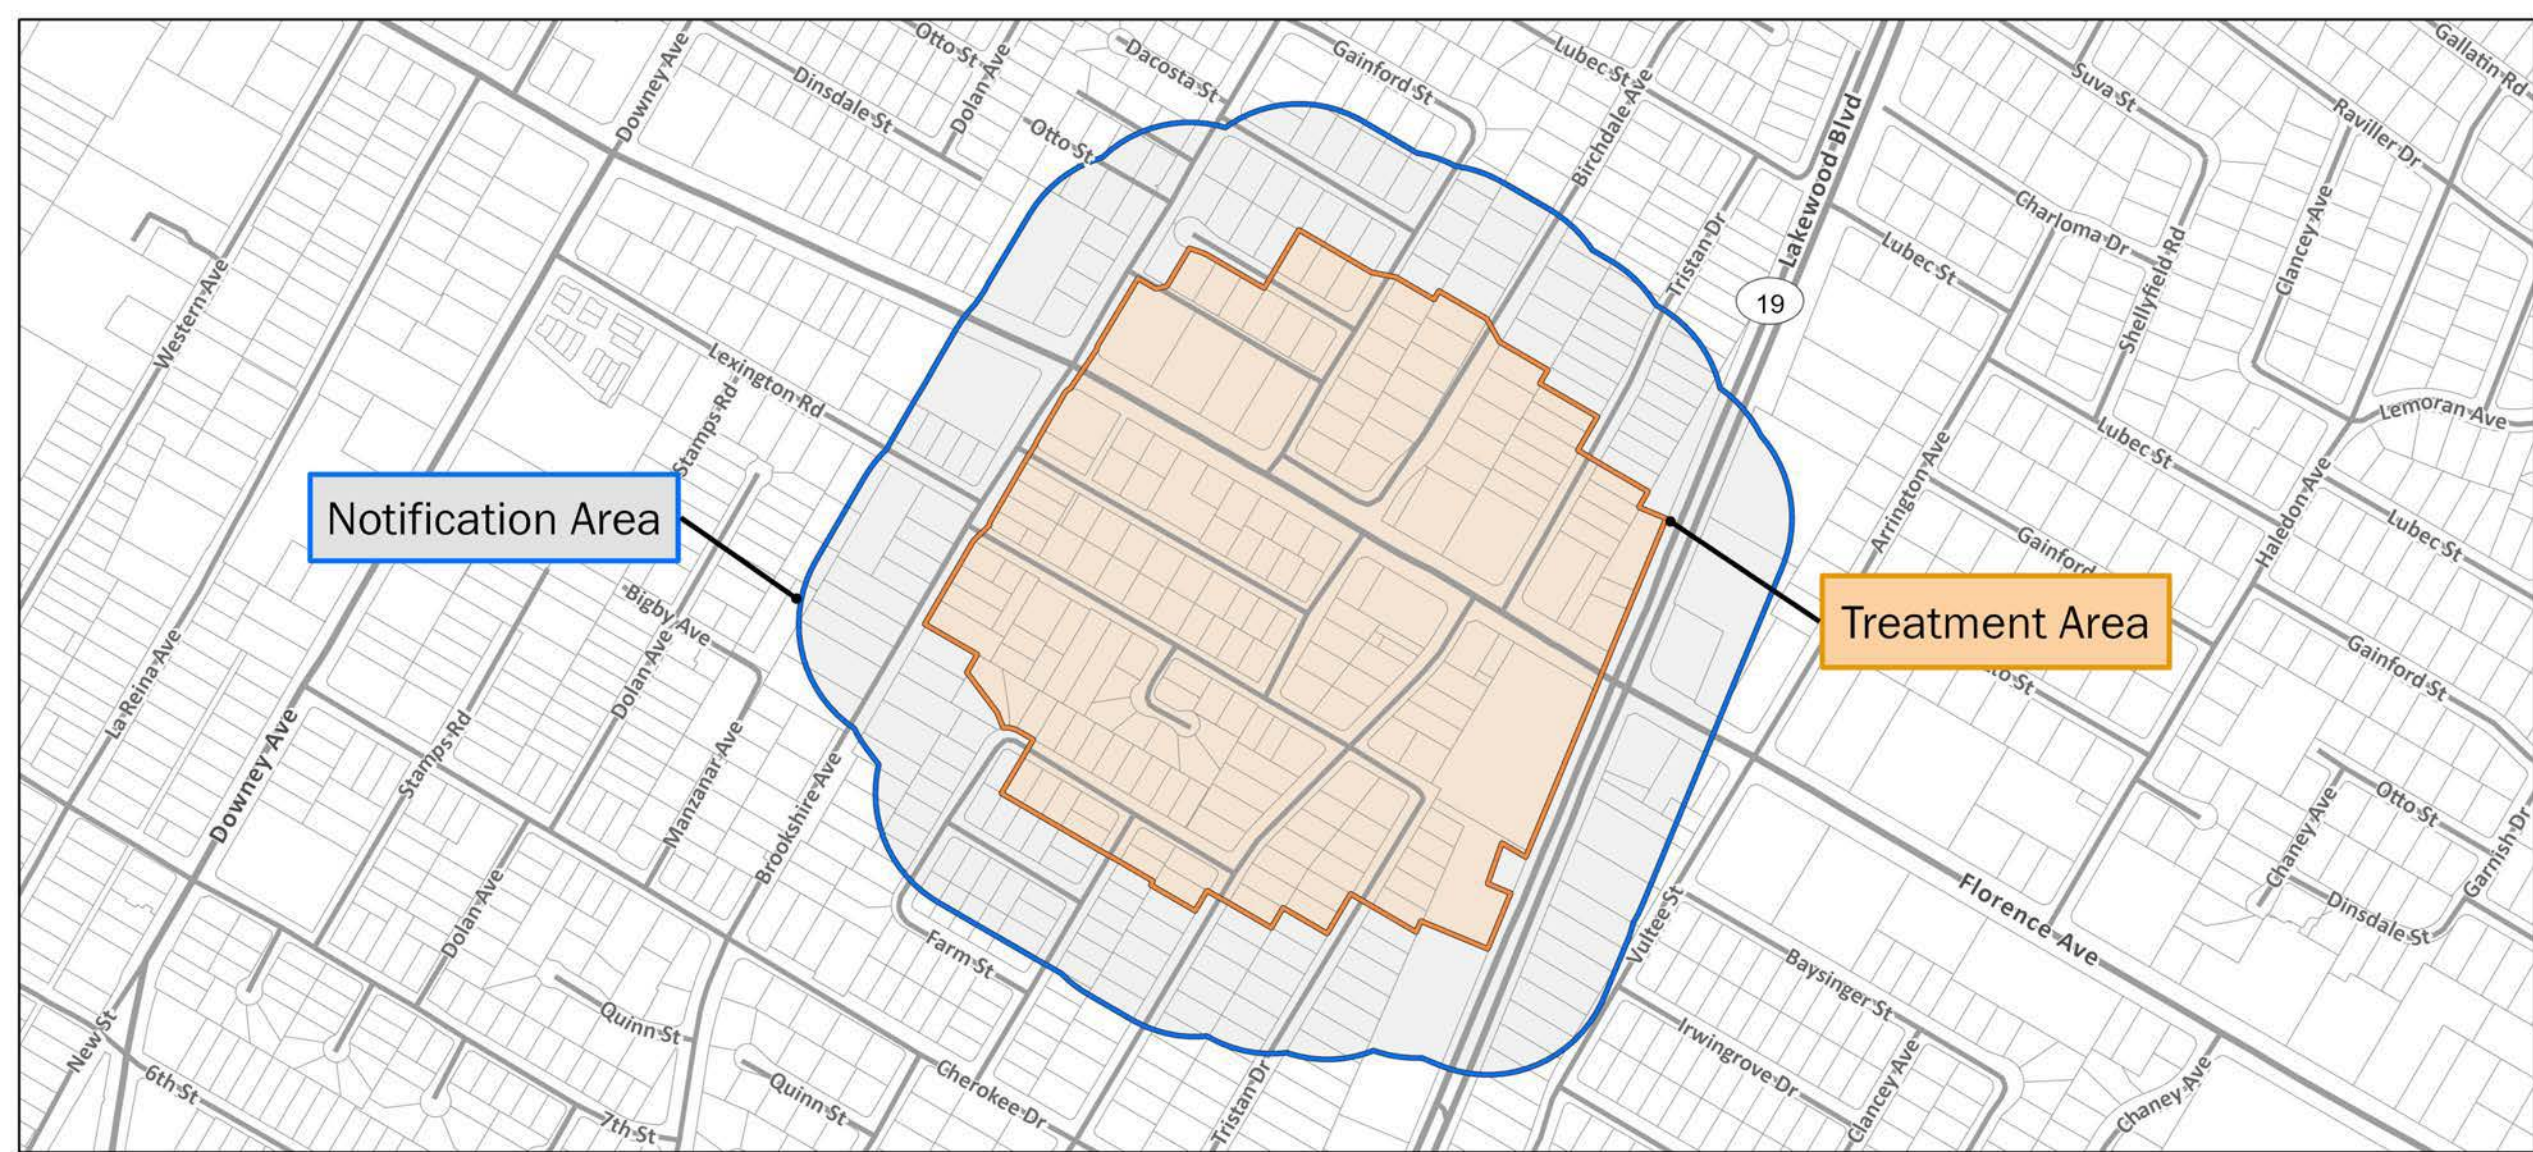 Otto St
Dacosta St
Gainford St
Lubec St
Gallatin Rd
Downey Ave
Dinsdale St
Dolan Ave
Birchdale Ave
Suva St
Raviller Dr
Otto St
Lakewood Blvd
Charloma Dr
Clancey Ave
Lubec St
Tristan Dr
Shellyfield Rd
Western Ave
19
Lexington Rd
Stamps Rd
Lemoran Ave
Lubec St
Arrington Ave
Haledon Ave
Lubec St
Notification Area
Gainford
Treatment Area
Bigby Ave
Dolan Ave
La Reina Ave
to St
Gainford St
Downey Ave
Stamps Rd
Manzanar Ave
Brookshire Ave
Otto St
Chaney Ave
Garnish Dr
Dinsdale St
Florence Ave
Dolan Ave
Farm St
Vultee St
Baysinger St
Quinn St
New St
Irwingrove Dr
6th St
Quinn St
Cherokee Dr
Tristan Dr
Clancey Ave
Chaney Ave
7th St